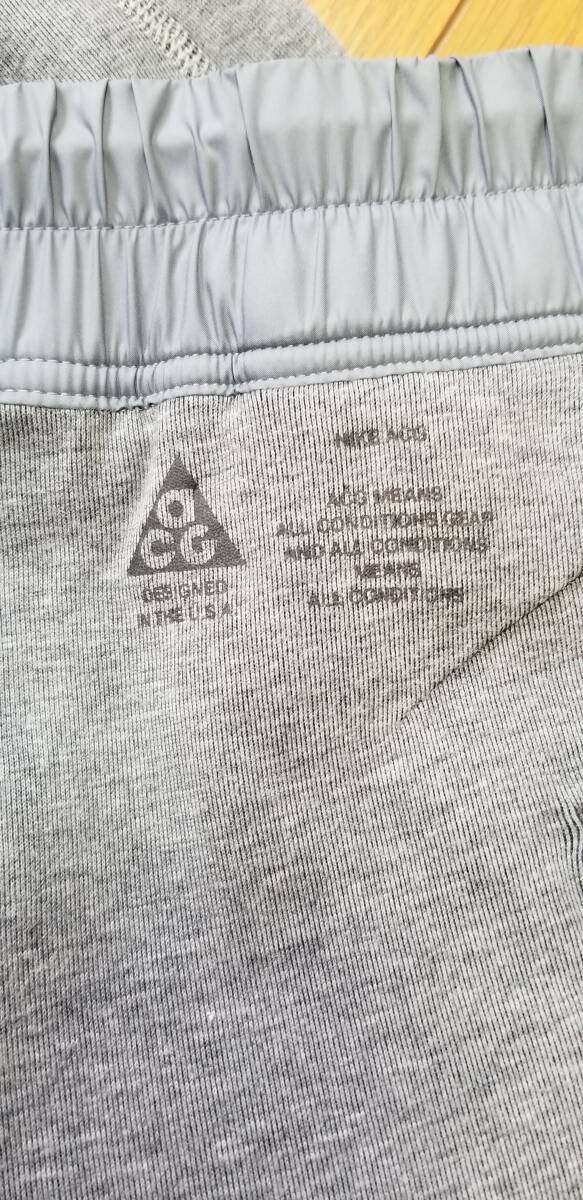 ACG
DESIGNED
IN THE U.S.A.
NIKE ACG
ACG MEANS
ALL CONDITIONS GEAR
AND ALL CONDITIONS
MEANS
ALL CONDITIONS